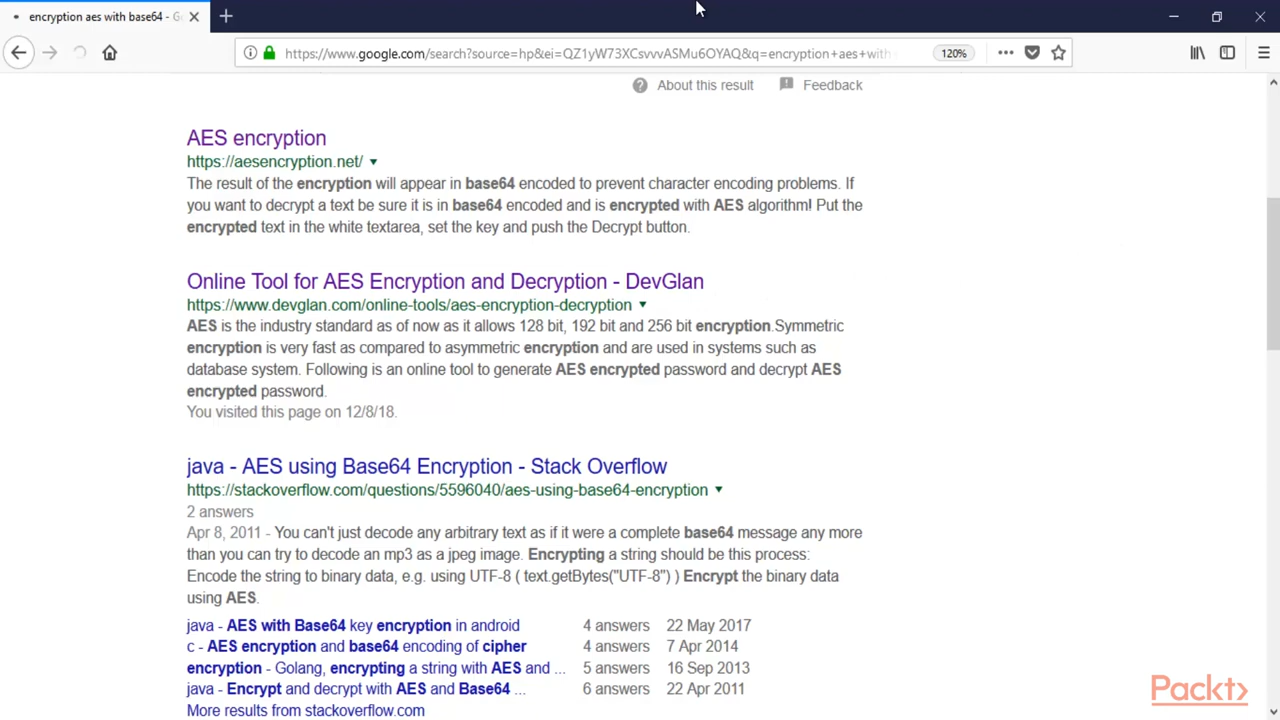 encryption aes with base64 - Go
https://www.google.com/search?source=hp&ei=QZ1yW73XCsvvvASMu6OYAQ&q=encryption+aes+with-
120%
About this result
Feedback
AES encryption
https://aesencryption.net/
The result of the encryption will appear in base64 encoded to prevent character encoding problems. If
you want to decrypt a text be sure it is in base64 encoded and is encrypted with AES algorithm! Put the
encrypted text in the white textarea, set the key and push the Decrypt button.
Online Tool for AES Encryption and Decryption - DevGlan
https://www.devglan.com/online-tools/aes-encryption-decryption
AES is the industry standard as of now as it allows 128 bit, 192 bit and 256 bit encryption.Symmetric
encryption is very fast as compared to asymmetric encryption and are used in systems such as
database system. Following is an online tool to generate AES encrypted password and decrypt AES
encrypted password.
You visited this page on 12/8/18.
java - AES using Base64 Encryption - Stack Overflow
https://stackoverflow.com/questions/5596040/aes-using-base64-encryption
2 answers
Apr 8, 2011 - You can't just decode any arbitrary text as if it were a complete base64 message any more
than you can try to decode an mp3 as a jpeg image. Encrypting a string should be this process:
Encode the string to binary data, e.g. using UTF-8 ( text.getBytes("UTF-8") ) Encrypt the binary data
using AES.
java - AES with Base64 key encryption in android 4 answers 22 May 2017
c - AES encryption and base64 encoding of cipher 4 answers 7 Apr 2014
encryption - Golang, encrypting a string with AES and ... 5 answers 16 Sep 2013
java - Encrypt and decrypt with AES and Base64 ... 6 answers 22 Apr 2011
More results from stackoverflow.com
Packt>